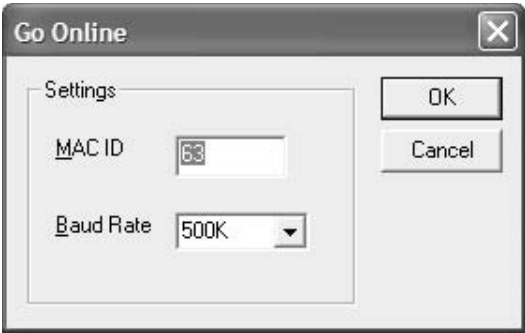 Go Online
Settings
MAC ID
63
OK
Cancel
Baud Rate
500K